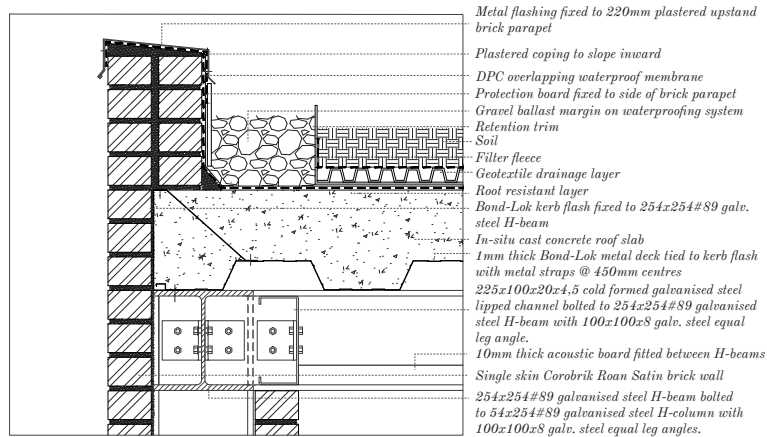 Metal flashing fixed to 220mm plastered upstand
brick parapet
Plastered coping to slope inward
DPC overlapping waterproof membrane
Protection board fixed to side of brick parapet
Gravel ballast margin on waterproofing system
Retention trim
Soil
Filter fleece
Geotextile drainage layer
Root resistant layer
Bond-Lok kerb flash fixed to 254x254#89 galv.
steel H-beam
In-situ cast concrete roof slab
1mm thick Bond-Lok metal deck tied to kerb flash
with metal straps @ 450mm centres
225x100x20x4,5 cold formed galvanised steel
lipped channel bolted to 254x254#89 galvanised
steel H-beam with 100x100x8 galv. steel equal
leg angle.
10mm thick acoustic board fitted between H-beams
Single skin Corobrik Roan Satin brick wall
254x254#89 galvanised steel H-beam bolted
to 54x254#89 galvanised steel H-column with
100x100x8 galv. steel equal leg angles.